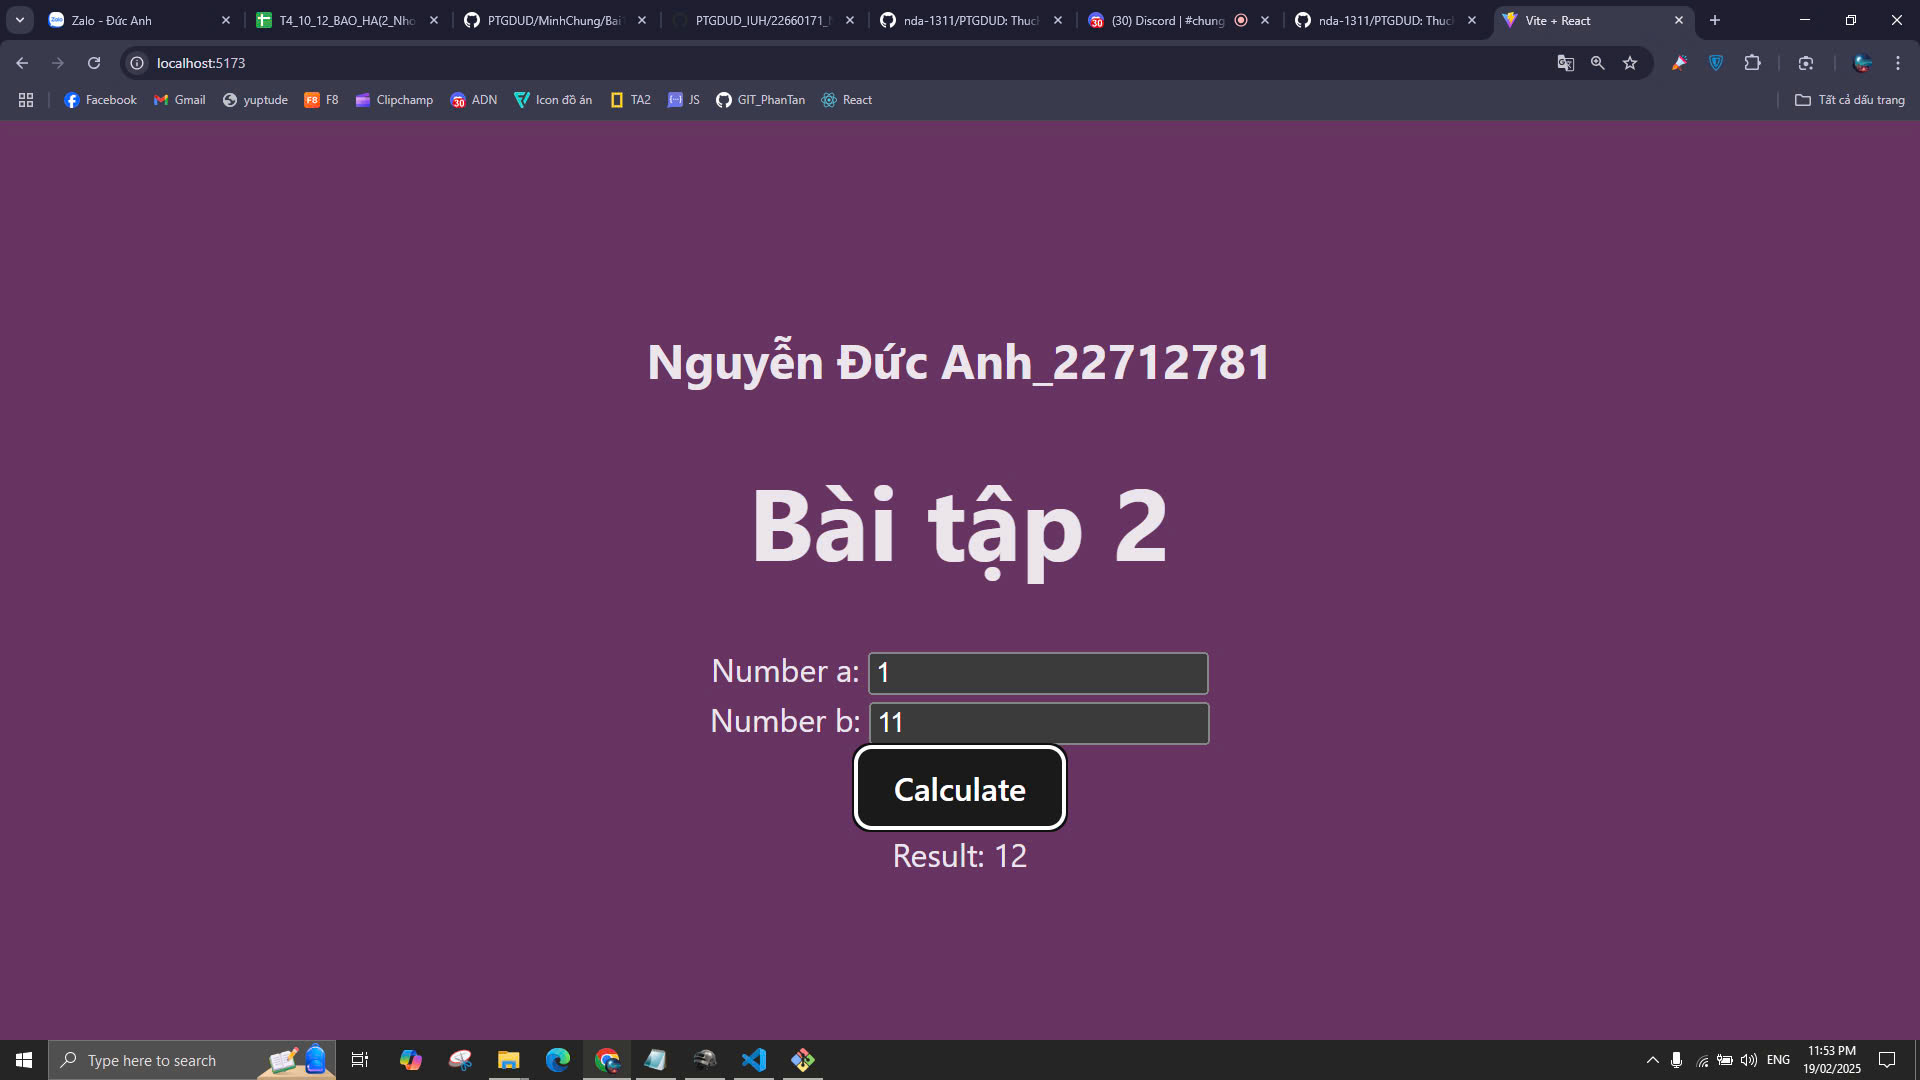 Zalo - Đức Anh
T4_10_12_BAO_HA(2_Nho
PTGDUD/MinhChung/Bai
PTGDUD_IUH/22660171_
nda-1311/PTGDUD: Thuc
(30) Discord | #chung
nda-1311/PTGDUD: Thuc
Vite + React
localhost:5173
Facebook
Gmail
yuptude
F8
Clipchamp
ADN
Icon đồ án
TA2
JS
GIT_PhanTan
React
Tất cả dấu trang
Nguyễn Đức Anh_22712781
Bài tập 2
Number a: 1
Number b: 11
Calculate
Result: 12
Type here to search
ENG
11:53 PM
19/02/2025